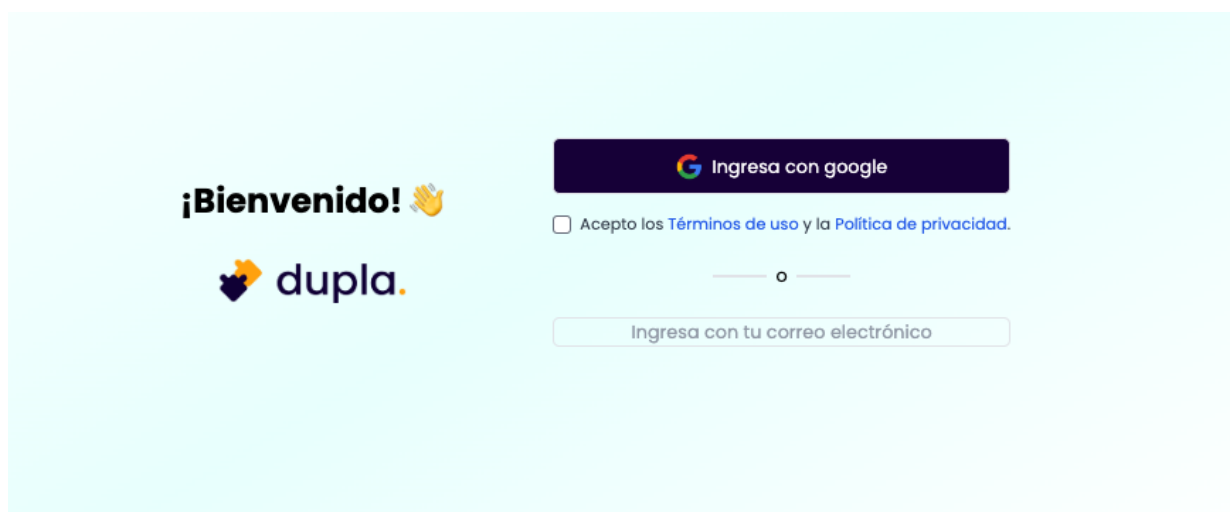 ¡Bienvenido! 👋
dupla.
Ingresa con google
Acepto los Términos de uso y la Política de privacidad.
o
Ingresa con tu correo electrónico